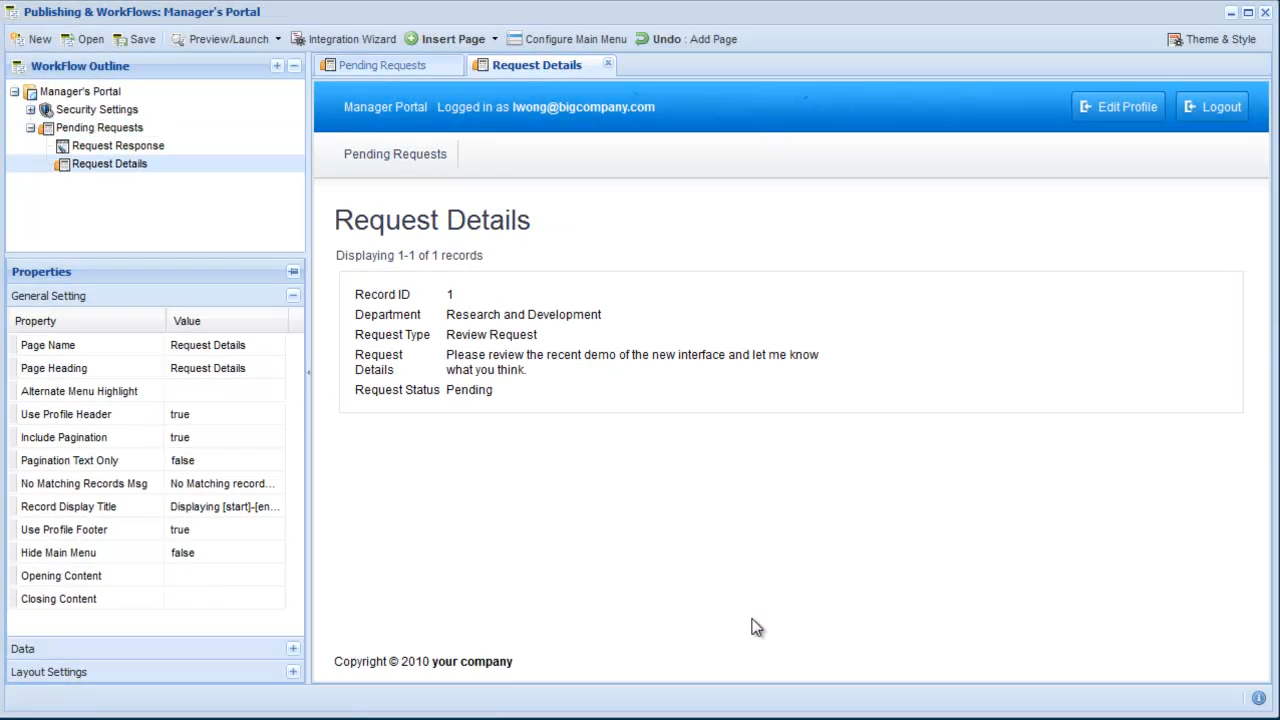 Publishing & WorkFlows: Manager's Portal
New Open Save Preview/Launch Integration Wizard Insert Page Configure Main Menu Undo : Add Page Theme & Style
WorkFlow Outline
Manager's Portal
Security Settings
Pending Requests
Request Response
Request Details
Properties
General Setting
Property Value
Page Name Request Details
Page Heading Request Details
Alternate Menu Highlight
Use Profile Header true
Include Pagination true
Pagination Text Only false
No Matching Records Msg No Matching record...
Record Display Title Displaying [start]-[en...
Use Profile Footer true
Hide Main Menu false
Opening Content
Closing Content
Data
Layout Settings
Pending Requests Request Details
Manager Portal Logged in as lwong@bigcompany.com Edit Profile Logout
Pending Requests
Request Details
Displaying 1-1 of 1 records
Record ID 1
Department Research and Development
Request Type Review Request
Request Details Please review the recent demo of the new interface and let me know
what you think.
Request Status Pending
Copyright © 2010 your company